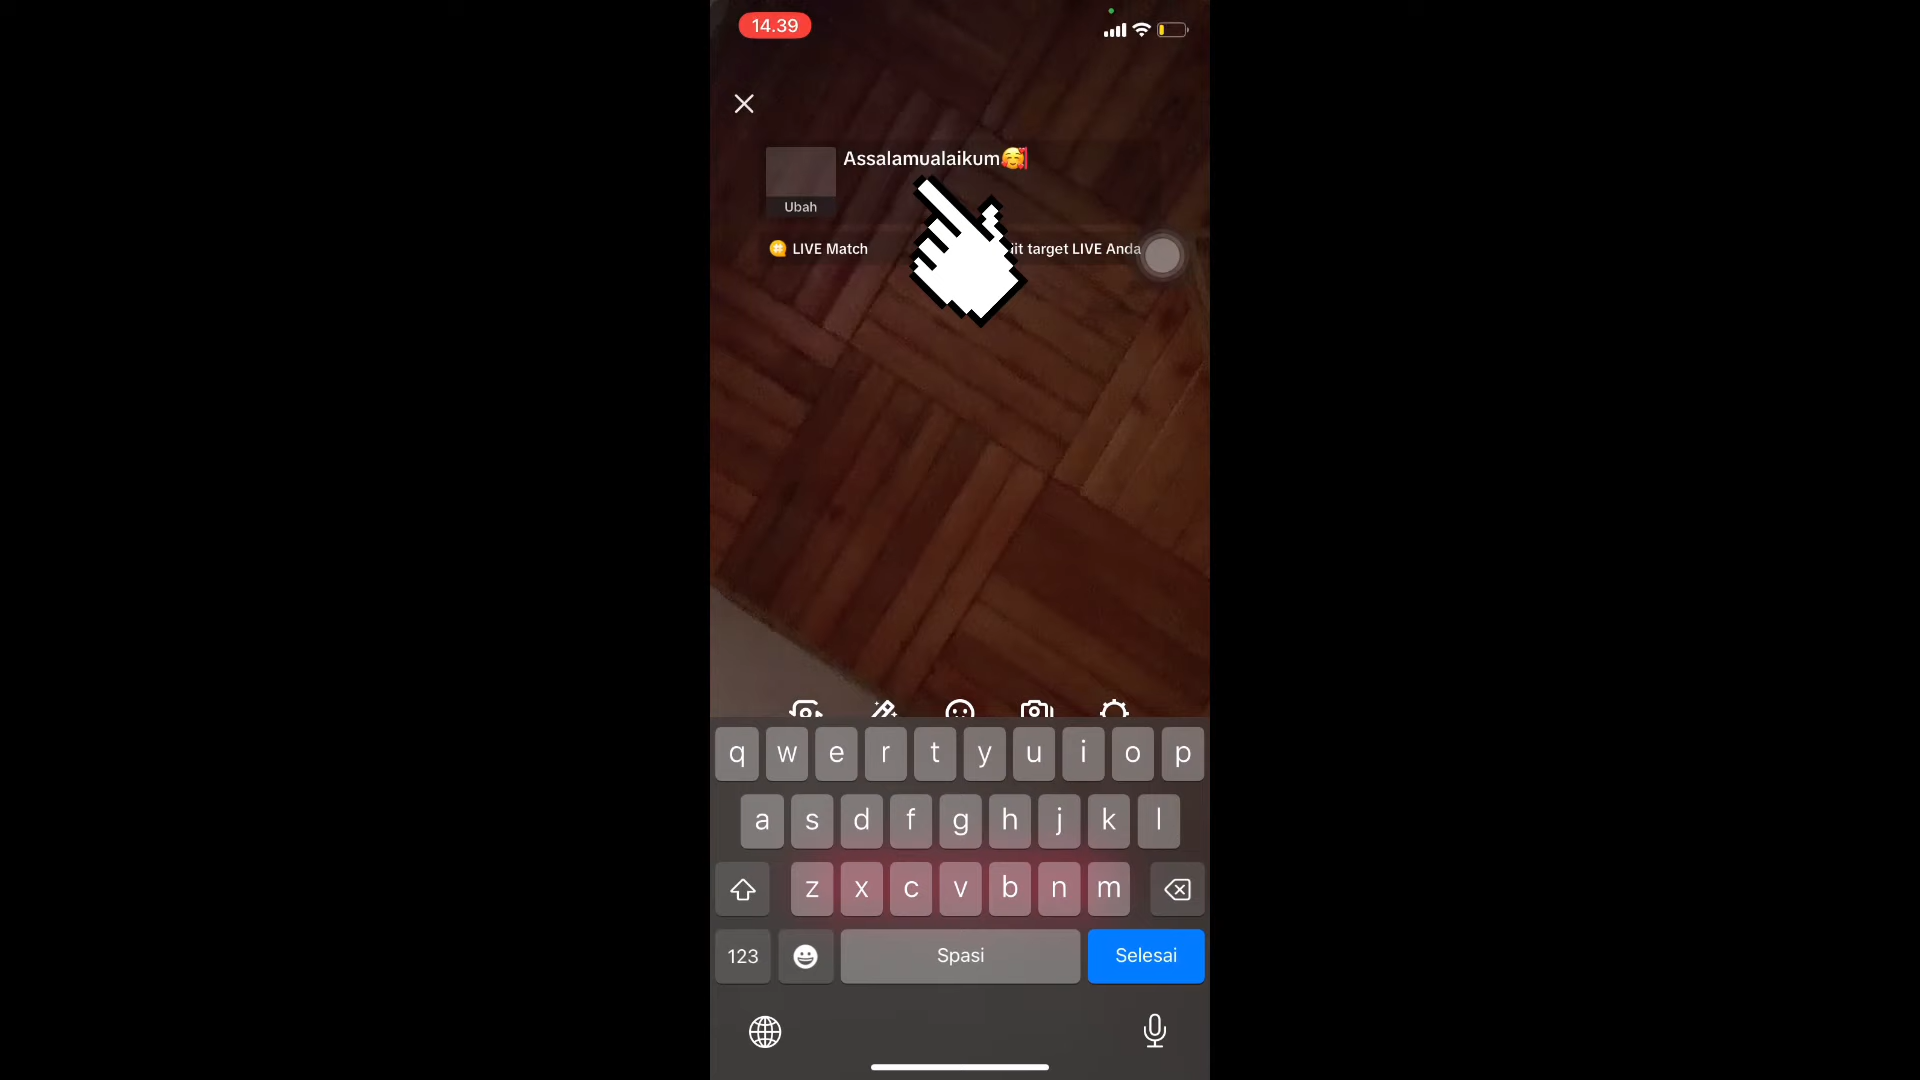 14.39
Assalamualaikum🥰
Ubah
LIVE Match
it target LIVE Anda
q w e r t y u i o p
a s d f g h j k l
z x c v b n m
123 Spasi Selesai